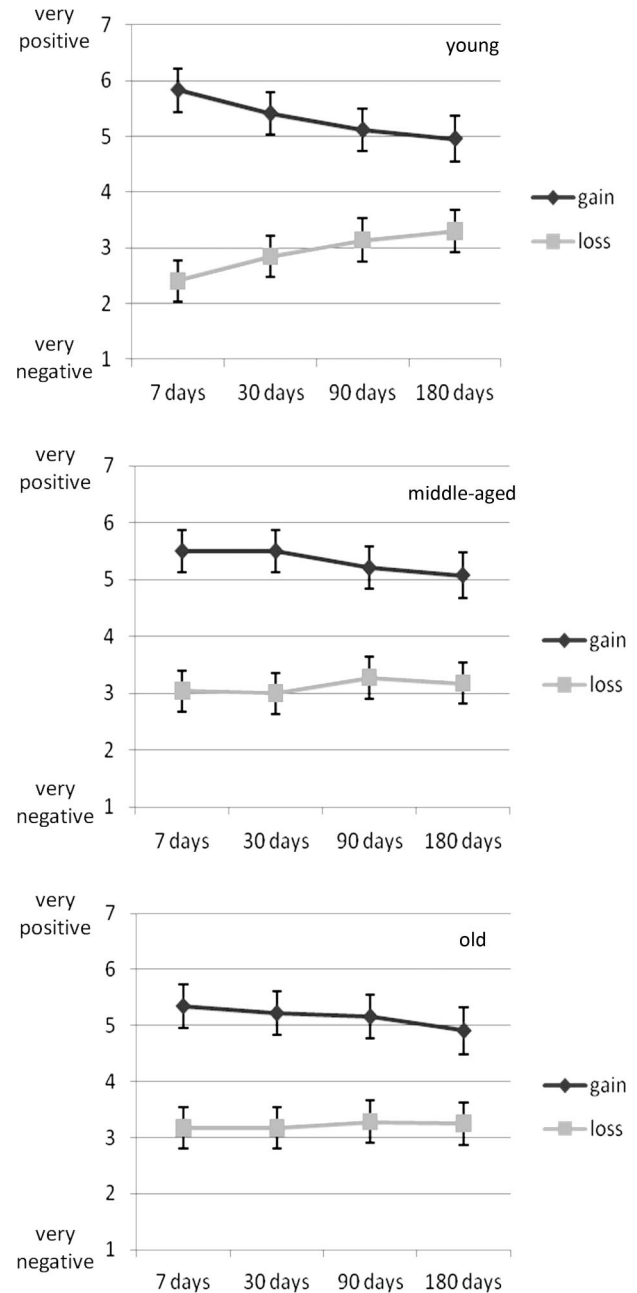 very
positive
7
young
6
5
4
3
2
very
negative
1
7 days 30 days 90 days 180 days
gain
loss
very
positive
7
middle-aged
6
5
4
3
2
very
negative
1
7 days 30 days 90 days 180 days
gain
loss
very
positive
7
old
6
5
4
3
2
very
negative
1
7 days 30 days 90 days 180 days
gain
loss